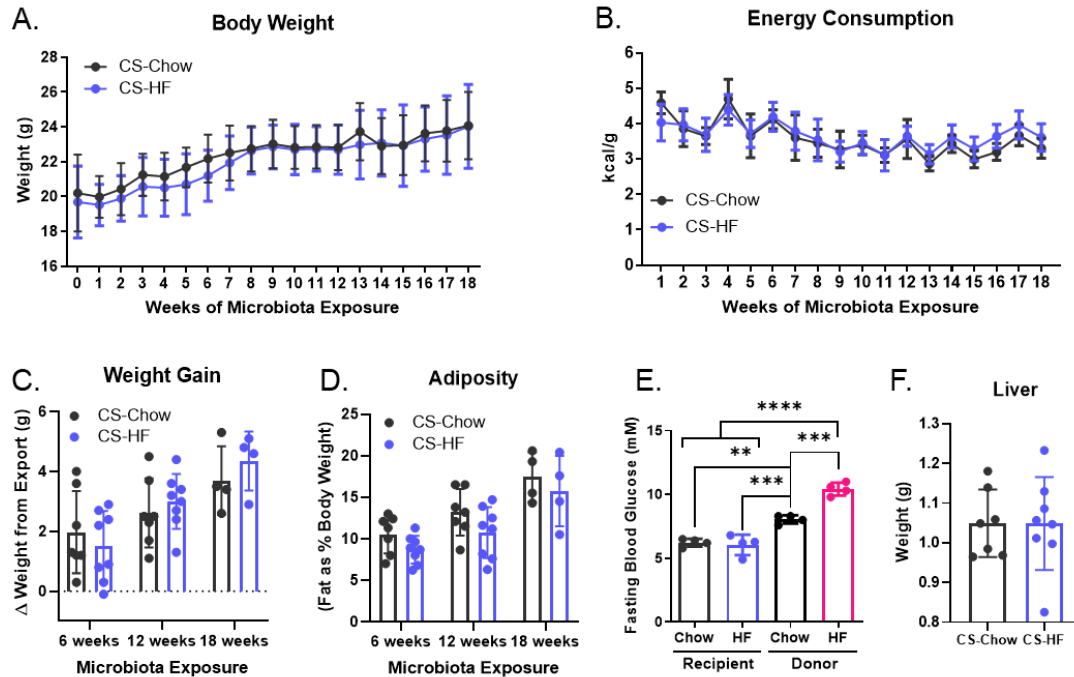 A.
Body Weight
CS-Chow
CS-HF
Weight (g)
28
26
24
22
20
18
16
0 1 2 3 4 5 6 7 8 9 10 11 12 13 14 15 16 17 18
Weeks of Microbiota Exposure
B.
Energy Consumption
kcal/g
6
5
4
3
2
1
0
CS-Chow
CS-HF
1 2 3 4 5 6 7 8 9 10 11 12 13 14 15 16 17 18
Weeks of Microbiota Exposure
C.
Weight Gain
CS-Chow
CS-HF
Δ Weight from Export (g)
6
4
2
0
6 weeks 12 weeks 18 weeks
Microbiota Exposure
D.
Adiposity
CS-Chow
CS-HF
(Fat as % Body Weight)
25
20
15
10
5
0
6 weeks 12 weeks 18 weeks
Microbiota Exposure
E.
Fasting Blood Glucose (mM)
15
10
5
0
****
**
***
***
Chow HF Chow HF
Recipient Donor
F.
Liver
Weight (g)
1.3
1.2
1.1
1.0
0.9
0.8
CS-Chow CS-HF